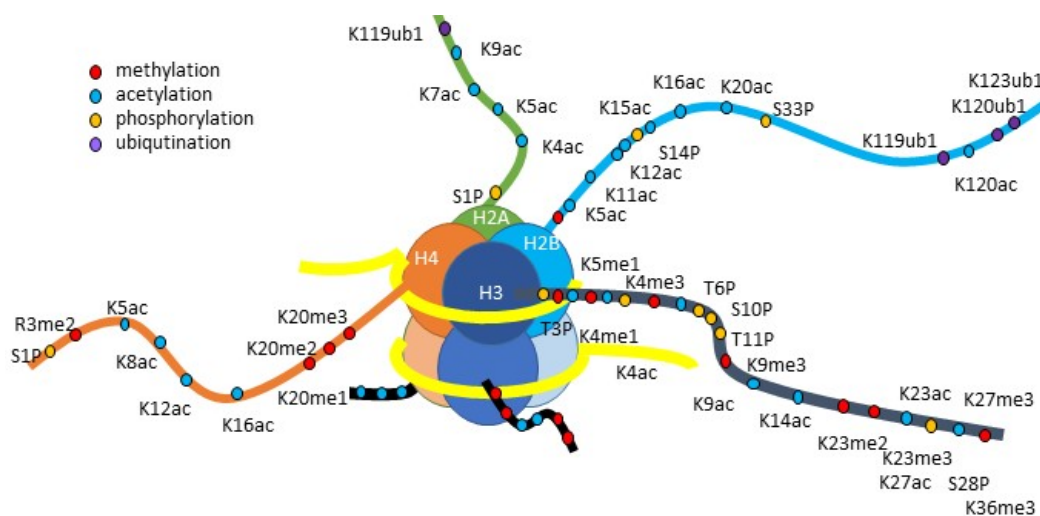 methylation
acetylation
phosphorylation
ubiqutination
K119ub1
K9ac
K7ac
K5ac
K4ac
S1P
H2A
H2B
H4
H3
K16ac
K20ac
K15ac
S33P
S14P
K12ac
K11ac
K5ac
K5me1
K123ub1
K120ub1
K119ub1
K120ac
K4me3
T6P
S10P
T11P
T3P
K4me1
K4ac
K9me3
K9ac
K14ac
K23ac
K27me3
K23me2
K23me3
K27ac
S28P
K36me3
K5ac
R3me2
S1P
K8ac
K12ac
K16ac
K20me3
K20me2
K20me1